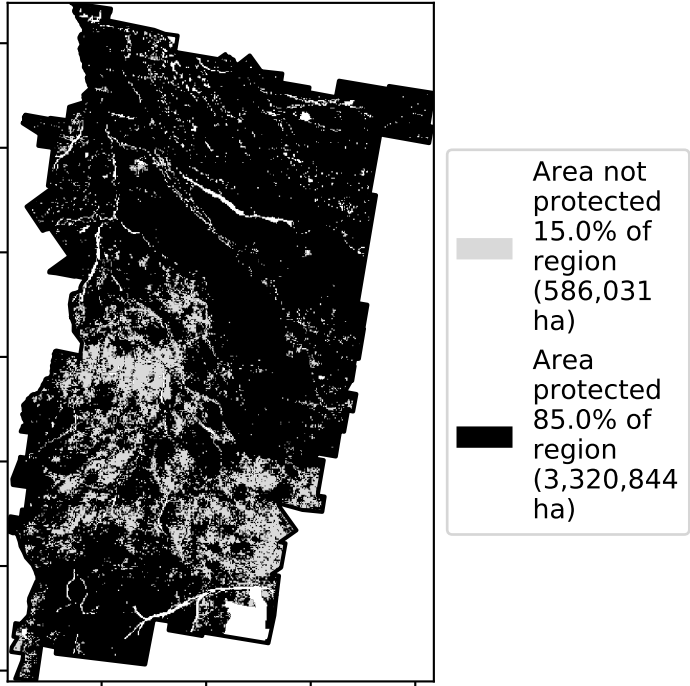 Area not
protected
15.0% of
region
(586,031
ha)
Area
protected
85.0% of
region
(3,320,844
ha)